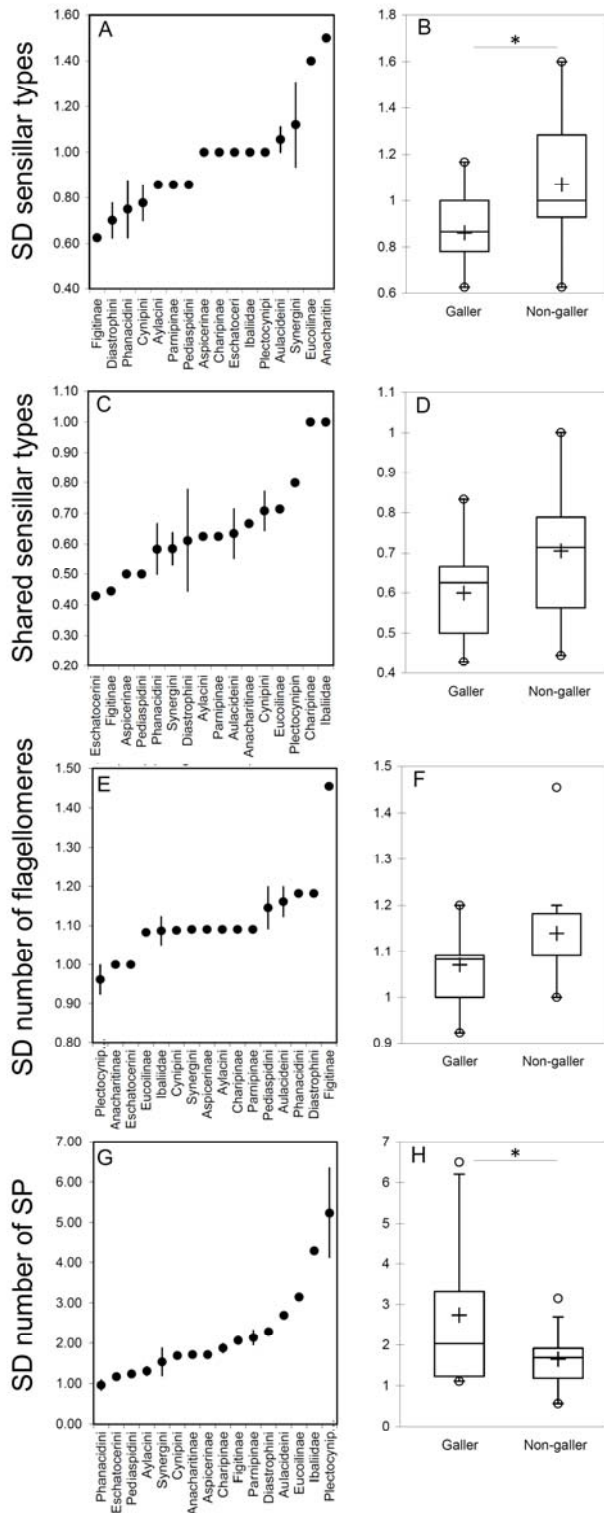 A
SD sensillar types
1.60
1.40
1.20
1.00
0.80
0.60
0.40
Figitinae
Diastrophini
Phanacidini
Cynipini
Aylacini
Parnipinae
Pediaspidini
Aspicerinae
Charipinae
Eschatoceri
Ibaliidae
Plectocynipi
Aulacideini
Synergini
Eucoilinae
Anacharitin
B
*
1.8
1.6
1.4
1.2
1
0.8
0.6
Galler
Non-galler
C
Shared sensillar types
1.10
1.00
0.90
0.80
0.70
0.60
0.50
0.40
0.30
0.20
Eschatocerini
Figitinae
Aspicerinae
Pediaspidini
Phanacidini
Synergini
Diastrophini
Aylacini
Parnipinae
Aulacideini
Anacharitinae
Cynipini
Eucoilinae
Plectocynipin
Charipinae
Ibaliidae
D
1.1
1
0.9
0.8
0.7
0.6
0.5
0.4
Galler
Non-galler
E
SD number of flagellomeres
1.50
1.40
1.30
1.20
1.10
1.00
0.90
0.80
Plectocynip...
Anacharitinae
Eschatocerini
Eucoilinae
Ibaliidae
Cynipini
Synergini
Aspicerinae
Aylacini
Charipinae
Parnipinae
Pediaspidini
Aulacideini
Phanacidini
Diastrophini
Figitinae
F
1.5
1.4
1.3
1.2
1.1
1
0.9
Galler
Non-galler
G
SD number of SP
7.00
6.00
5.00
4.00
3.00
2.00
1.00
0.00
Phanacidini
Eschatocerini
Pediaspidini
Aylacini
Synergini
Cynipini
Anacharitinae
Aspicerinae
Charipinae
Figitinae
Parnipinae
Diastrophini
Aulacideini
Eucoilinae
Ibaliidae
Plectocynip.
H
*
7
6
5
4
3
2
1
0
Galler
Non-galler